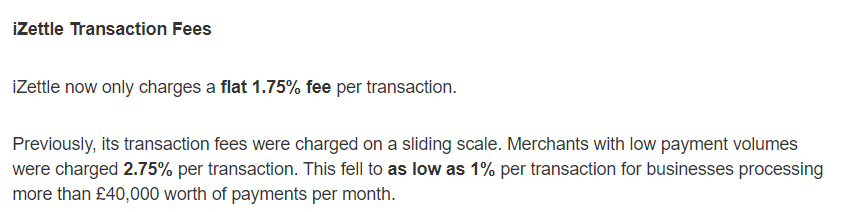 iZettle Transaction Fees
iZettle now only charges a flat 1.75% fee per transaction.
Previously, its transaction fees were charged on a sliding scale. Merchants with low payment volumes
were charged 2.75% per transaction. This fell to as low as 1% per transaction for businesses processing
more than £40,000 worth of payments per month.